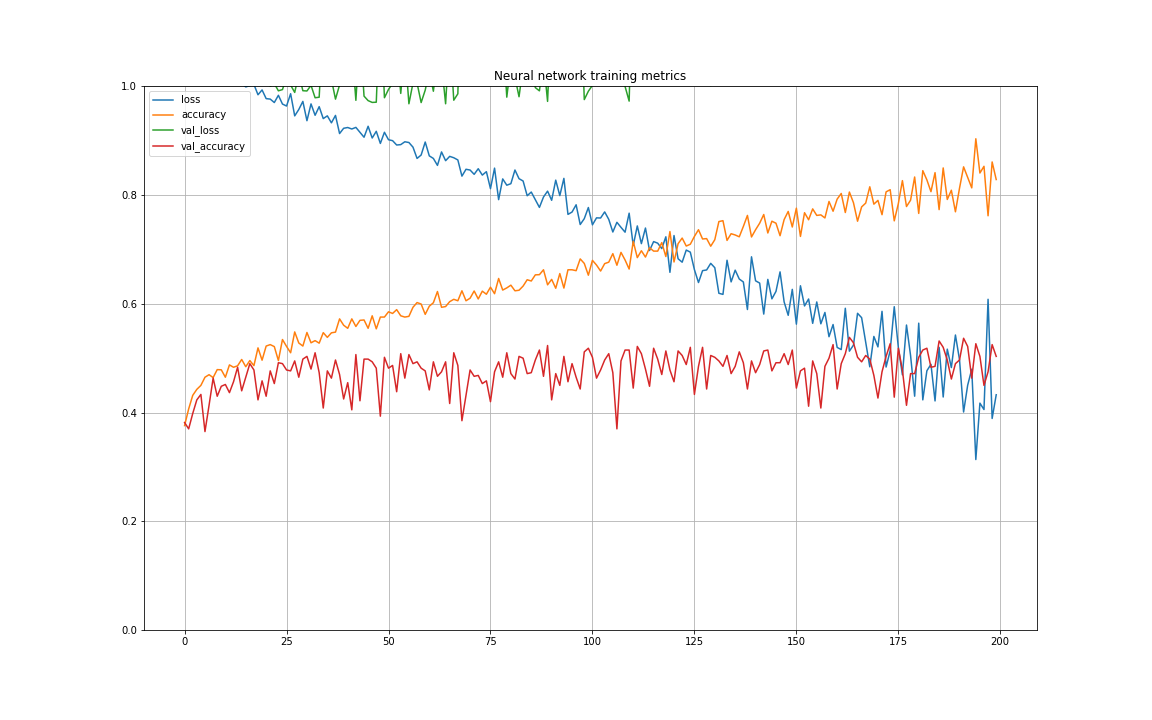 Neural network training metrics
1.0
loss
accuracy
val_loss
val_accuracy
0.8
0.6
0.4
0.2
0.0
0 25 50 75 100 125 150 175 200